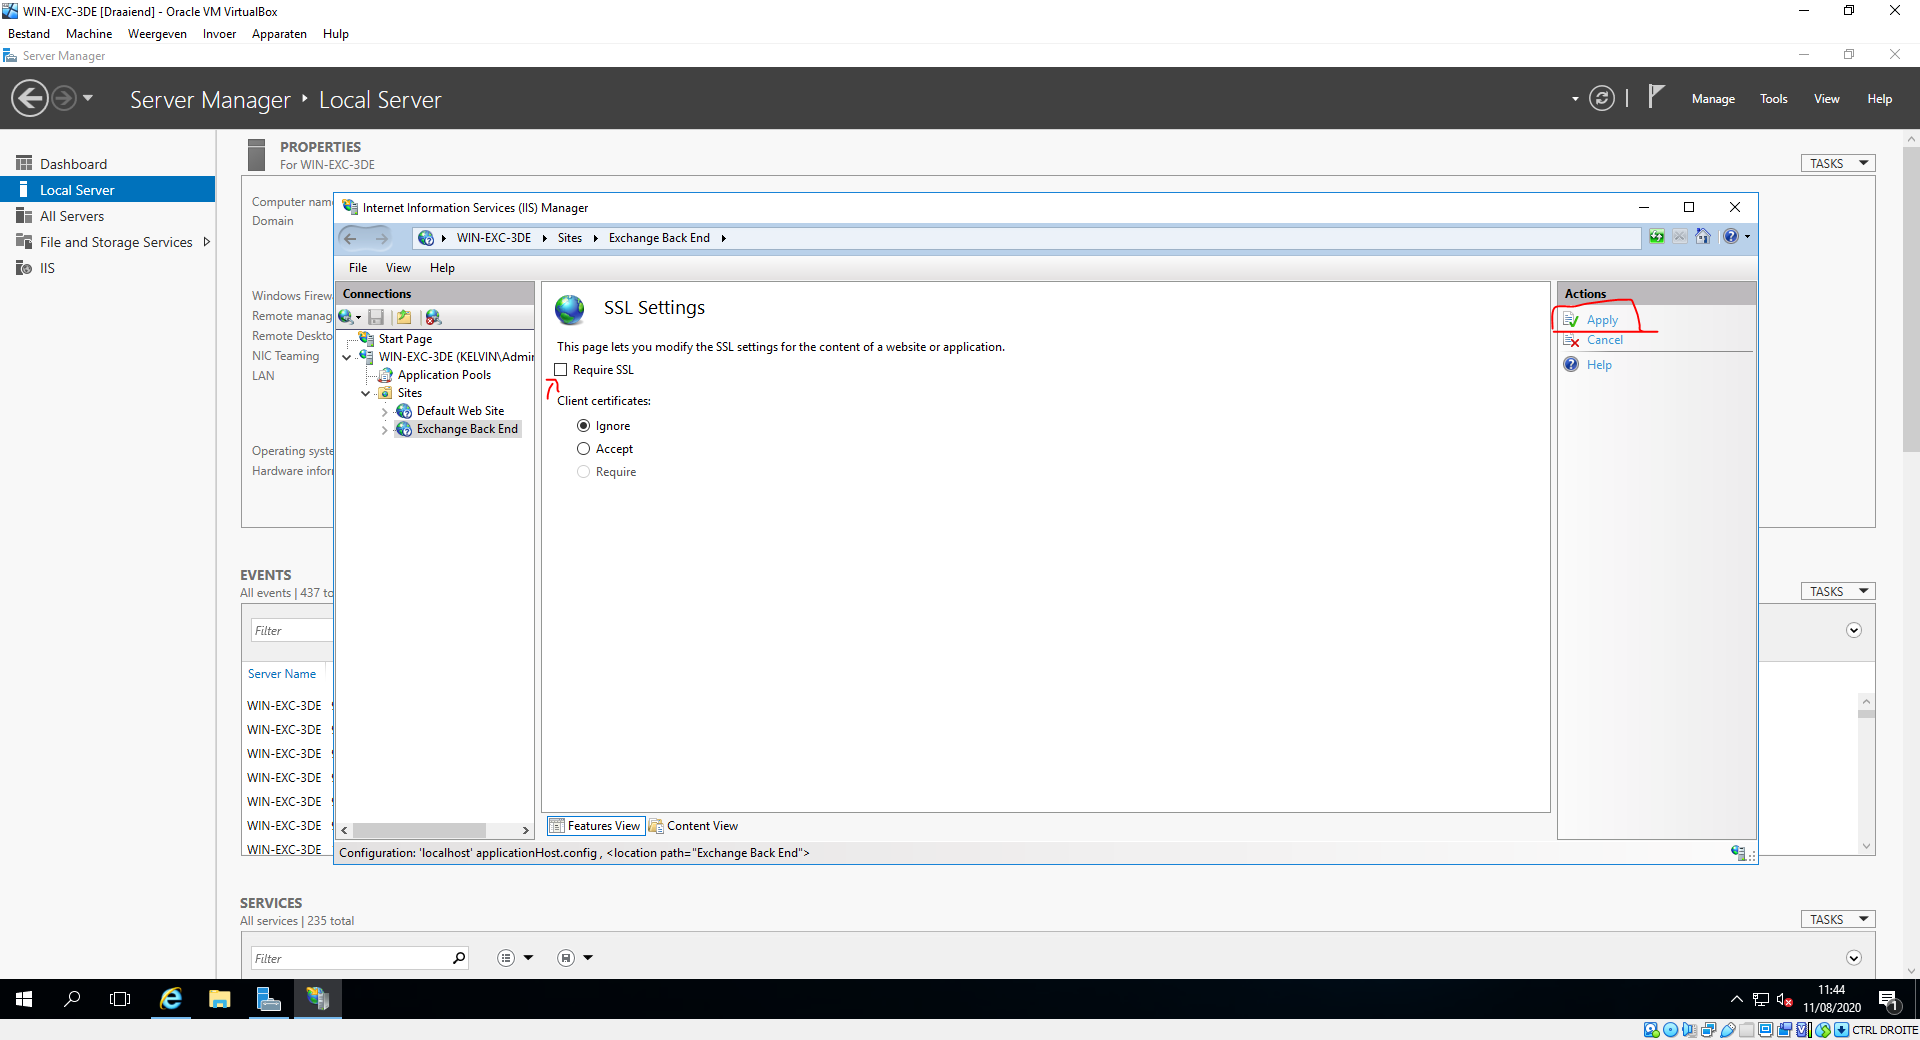 WIN-EXC-3DE [Draaiend] - Oracle VM VirtualBox
Bestand Machine Weergeven Invoer Apparaten Hulp
Server Manager
Server Manager Local Server
Manage Tools View Help
Dashboard
Local Server
All Servers
File and Storage Services
IIS
PROPERTIES
For WIN-EXC-3DE
TASKS
Computer name
Domain
Windows Firew
Remote manag
Remote Deskto
NIC Teaming
LAN
Operating syste
Hardware infor
Internet Information Services (IIS) Manager
WIN-EXC-3DE Sites Exchange Back End
File View Help
Connections
Start Page
WIN-EXC-3DE (KELVIN\Admir
Application Pools
Sites
Default Web Site
Exchange Back End
SSL Settings
This page lets you modify the SSL settings for the content of a website or application.
Require SSL
Client certificates:
Ignore
Accept
Require
Features View Content View
Actions
Apply
Cancel
Help
Configuration: 'localhost' applicationHost.config , <location path="Exchange Back End">
EVENTS
All events | 437 to
TASKS
Filter
Server Name
WIN-EXC-3DE
WIN-EXC-3DE
WIN-EXC-3DE
WIN-EXC-3DE
WIN-EXC-3DE
WIN-EXC-3DE
WIN-EXC-3DE
SERVICES
All services | 235 total
TASKS
Filter
11:44
11/08/2020
1
CTRL DROITE